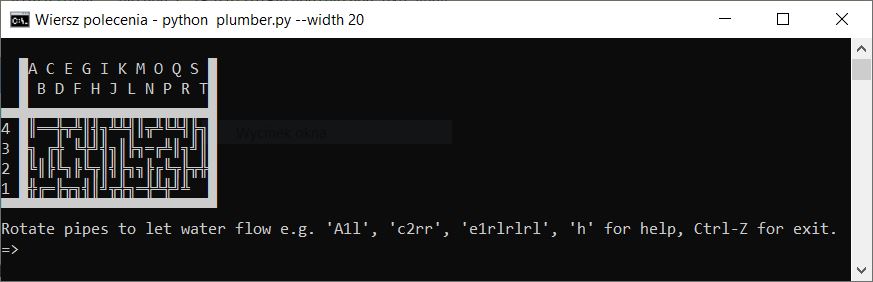 Wiersz polecenia - python plumber.py --width 20
A C E G I K M O Q S
B D F H J L N P R T
4
Wycinek okna
3
2
1
Rotate pipes to let water flow e.g. 'A1l', 'c2rr', 'e1rlrlrl', 'h' for help, Ctrl-Z for exit.
=>